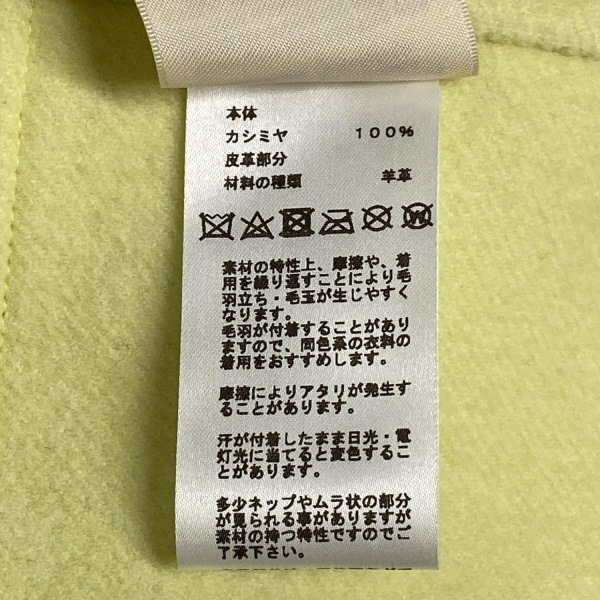 本体
カシミヤ １００％
皮革部分
材料の種類 羊革
素材の特性上、摩擦や、着
用を繰り返すことにより毛
羽立ち・毛玉が生じやすく
なります。
毛羽が付着することがあり
ますので、同色系の衣料の
着用をおすすめします。
摩擦によりアタリが発生す
ることがあります。
汗が付着したまま日光・電
灯光に当てると変色するこ
とがあります。
多少ネップやムラ状の部分
が見られる事がありますが
素材の持つ特性ですのでご
了承下さい。